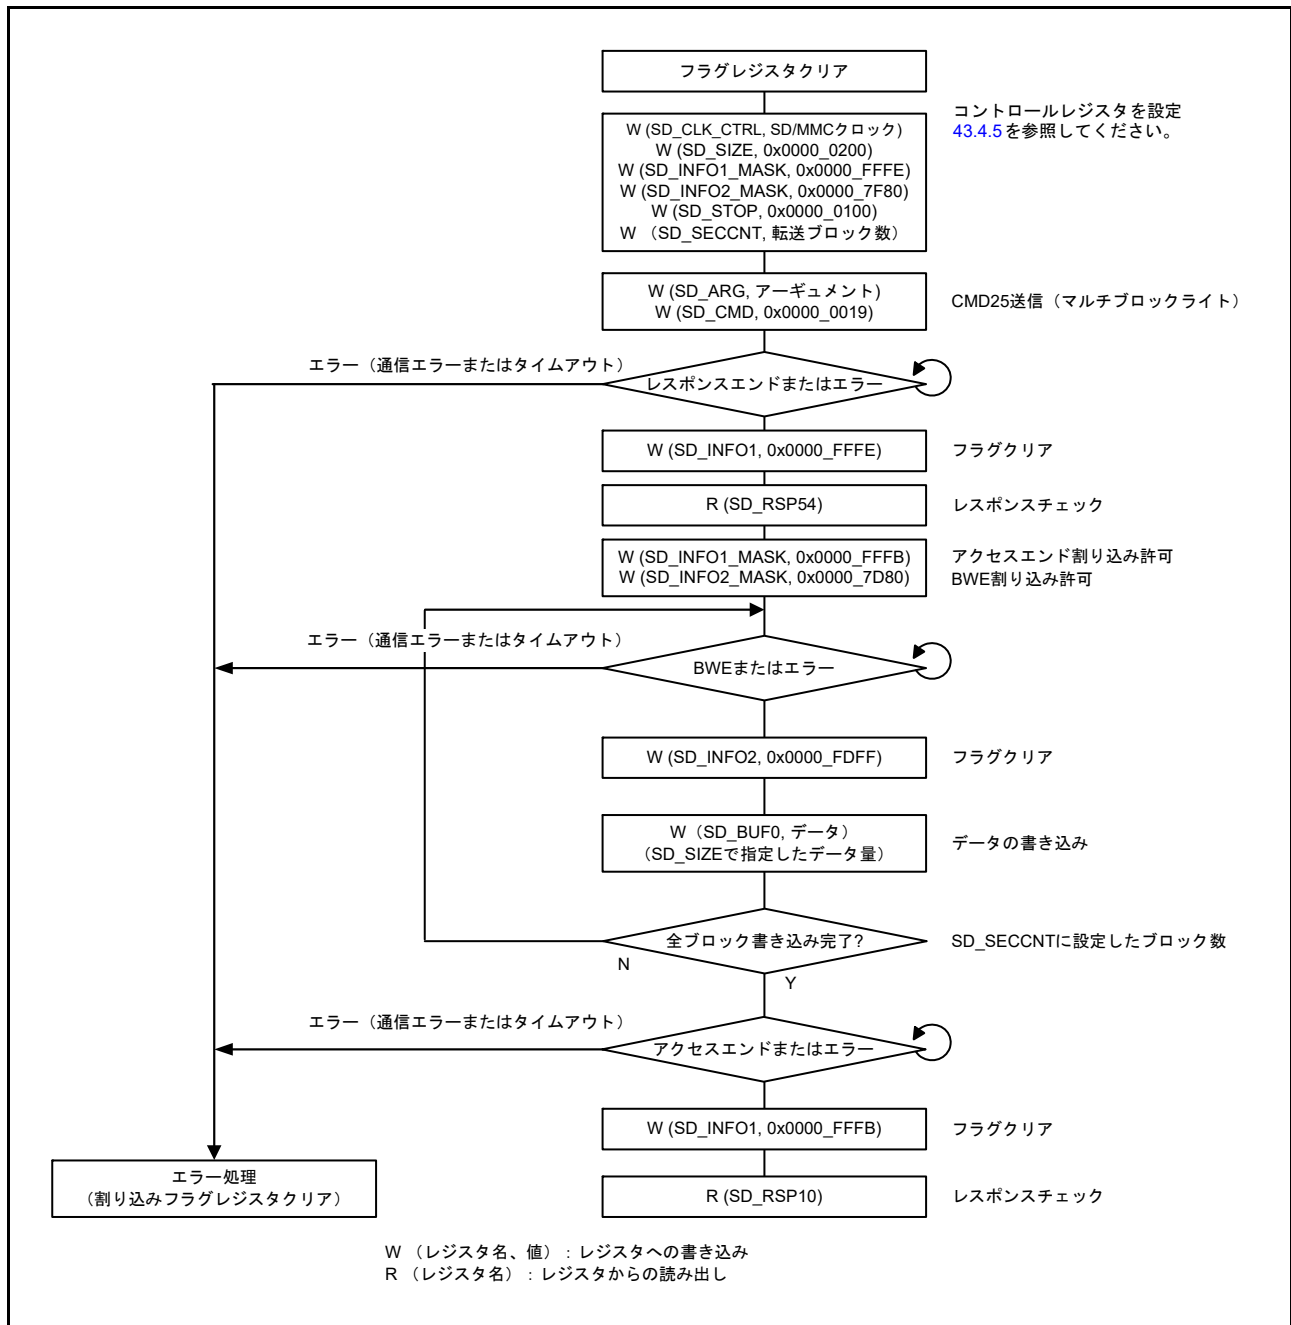 フラグレジスタクリア
W (SD_CLK_CTRL, SD/MMCクロック)
W (SD_SIZE, 0x0000_0200)
W (SD_INFO1_MASK, 0x0000_FFFE)
W (SD_INFO2_MASK, 0x0000_7F80)
W (SD_STOP, 0x0000_0100)
W （SD_SECCNT, 転送ブロック数）
コントロールレジスタを設定
43.4.5を参照してください。
W (SD_ARG, アーギュメント)
W (SD_CMD, 0x0000_0019)
CMD25送信（マルチブロックライト）
エラー（通信エラーまたはタイムアウト）
レスポンスエンドまたはエラー
W (SD_INFO1, 0x0000_FFFE)
フラグクリア
R (SD_RSP54)
レスポンスチェック
W (SD_INFO1_MASK, 0x0000_FFFB)
W (SD_INFO2_MASK, 0x0000_7D80)
アクセスエンド割り込み許可
BWE割り込み許可
エラー（通信エラーまたはタイムアウト）
BWEまたはエラー
W (SD_INFO2, 0x0000_FDFF)
フラグクリア
W（SD_BUF0, データ）
（SD_SIZEで指定したデータ量）
データの書き込み
全ブロック書き込み完了?
SD_SECCNTに設定したブロック数
N
Y
エラー（通信エラーまたはタイムアウト）
アクセスエンドまたはエラー
W (SD_INFO1, 0x0000_FFFB)
フラグクリア
エラー処理
（割り込みフラグレジスタクリア）
R (SD_RSP10)
レスポンスチェック
W （レジスタ名、値）：レジスタへの書き込み
R （レジスタ名）：レジスタからの読み出し